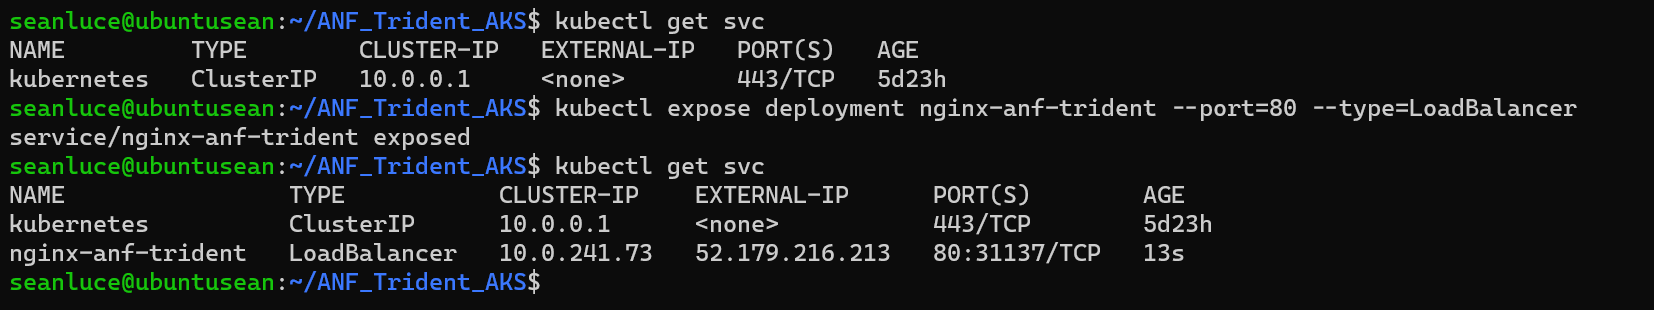 seanluce@ubuntusean:~/ANF_Trident_AKS$ kubectl get svc
NAME         TYPE        CLUSTER-IP   EXTERNAL-IP   PORT(S)   AGE
kubernetes   ClusterIP   10.0.0.1     <none>        443/TCP   5d23h
seanluce@ubuntusean:~/ANF_Trident_AKS$ kubectl expose deployment nginx-anf-trident --port=80 --type=LoadBalancer
service/nginx-anf-trident exposed
seanluce@ubuntusean:~/ANF_Trident_AKS$ kubectl get svc
NAME                TYPE           CLUSTER-IP    EXTERNAL-IP      PORT(S)        AGE
kubernetes          ClusterIP      10.0.0.1      <none>           443/TCP        5d23h
nginx-anf-trident   LoadBalancer   10.0.241.73   52.179.216.213   80:31137/TCP   13s
seanluce@ubuntusean:~/ANF_Trident_AKS$